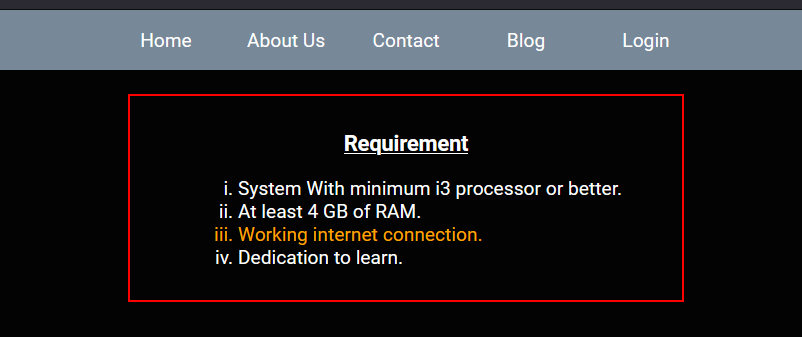 Home About Us Contact Blog Login
Requirement
i. System With minimum i3 processor or better.
ii. At least 4 GB of RAM.
iii. Working internet connection.
iv. Dedication to learn.